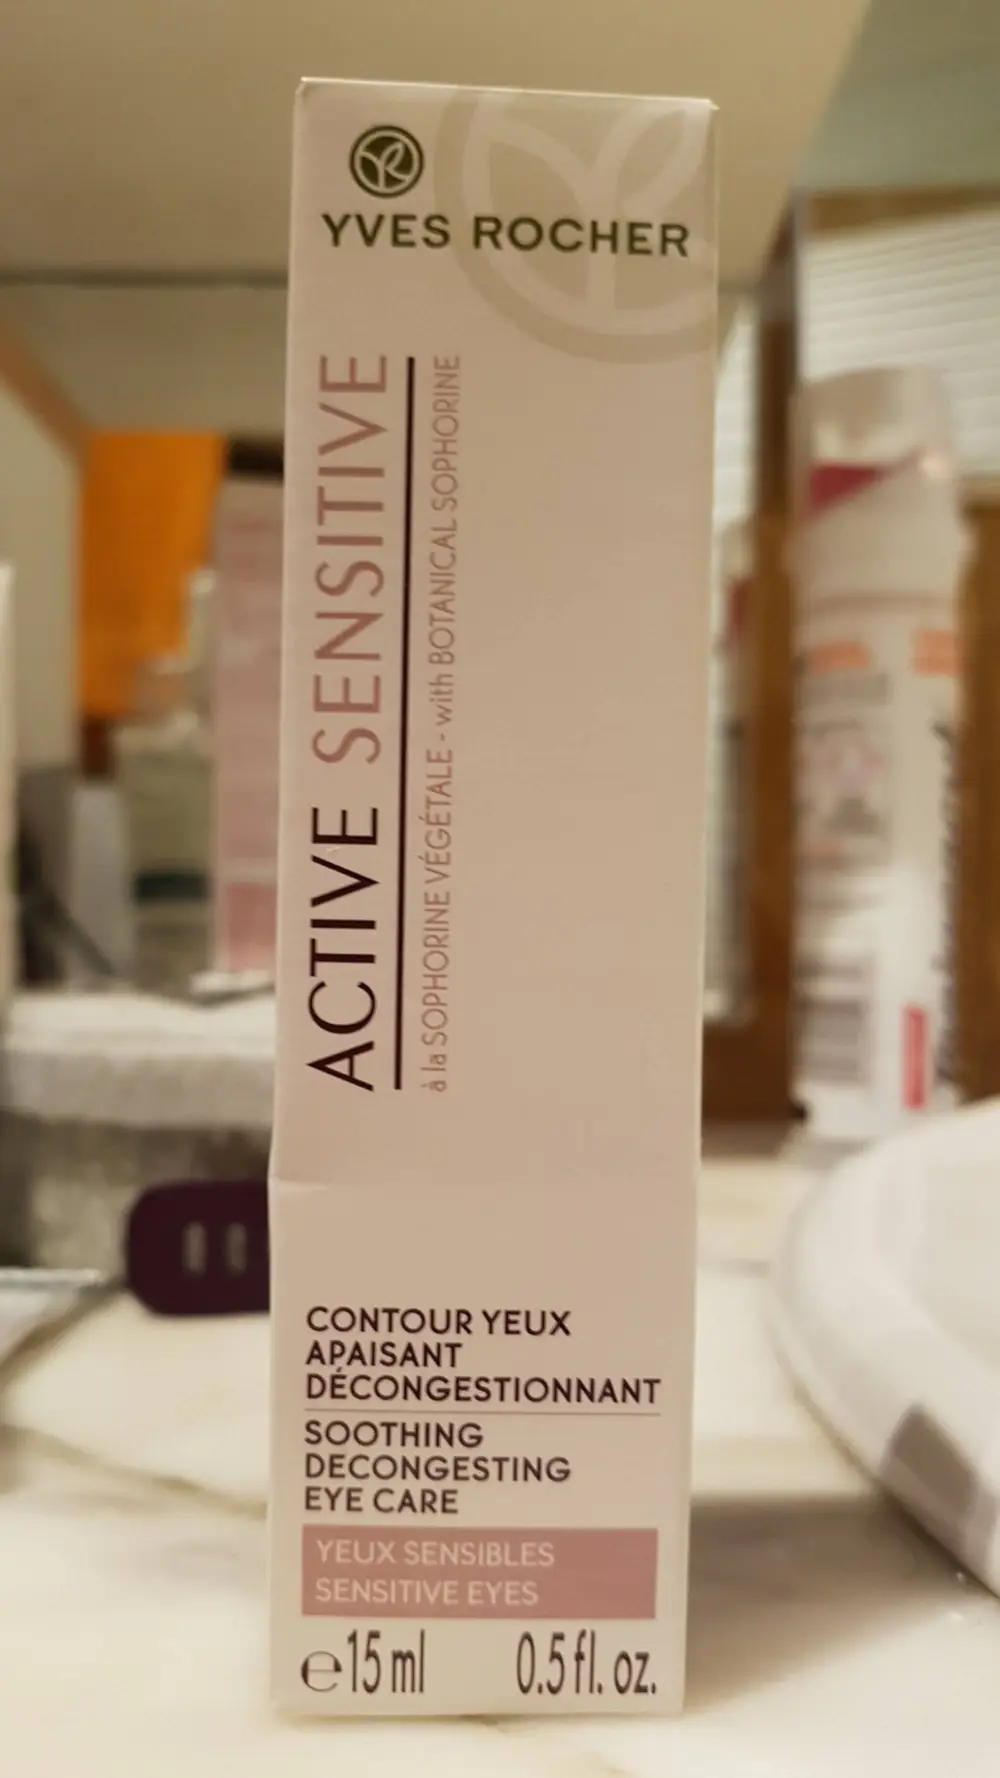 YVES ROCHER
ACTIVE SENSITIVE
à la SOPHORINE VÉGÉTALE - with BOTANICAL SOPHORINE
CONTOUR YEUX
APAISANT
DÉCONGESTIONNANT
SOOTHING
DECONGESTING
EYE CARE
YEUX SENSIBLES
SENSITIVE EYES
℮15 ml 0.5 fl. oz.